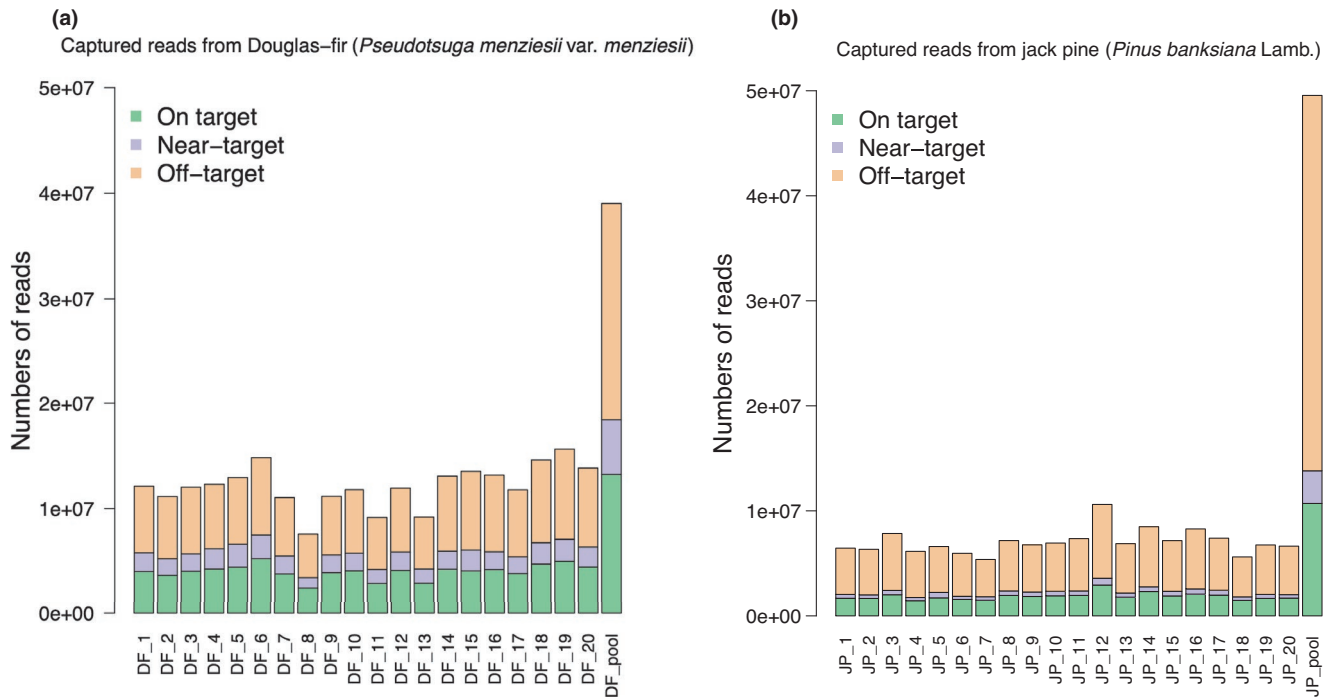 (a)
Captured reads from Douglas–fir (Pseudotsuga menziesii var. menziesii)
5e+07
4e+07
3e+07
2e+07
1e+07
0e+00
Numbers of reads
On target
Near–target
Off–target
DF_1
DF_2
DF_3
DF_4
DF_5
DF_6
DF_7
DF_8
DF_9
DF_10
DF_11
DF_12
DF_13
DF_14
DF_15
DF_16
DF_17
DF_18
DF_19
DF_20
DF_pool
(b)
Captured reads from jack pine (Pinus banksiana Lamb.)
5e+07
4e+07
3e+07
2e+07
1e+07
0e+00
Numbers of reads
On target
Near–target
Off–target
JP_1
JP_2
JP_3
JP_4
JP_5
JP_6
JP_7
JP_8
JP_9
JP_10
JP_11
JP_12
JP_13
JP_14
JP_15
JP_16
JP_17
JP_18
JP_19
JP_20
JP_pool